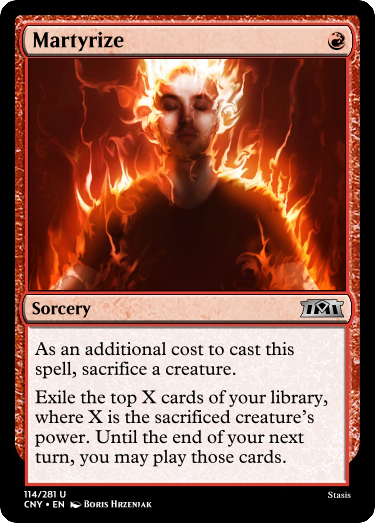 Martyrize
Sorcery
As an additional cost to cast this
spell, sacrifice a creature.
Exile the top X cards of your library,
where X is the sacrificed creature's
power. Until the end of your next
turn, you may play those cards.
114/281 U
Stasis
CNY • EN Boris Hrzeniak